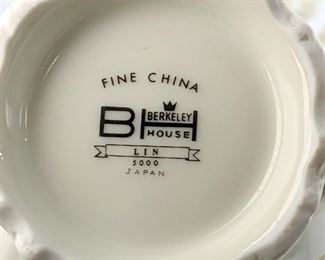 FINE CHINA
BH BERKELEY HOUSE
LIN
5000
JAPAN